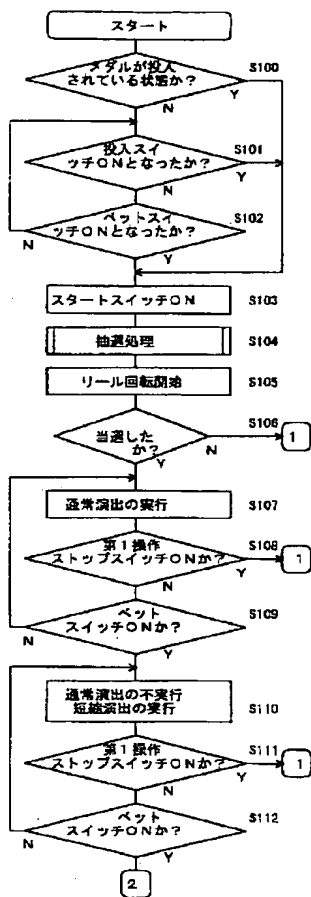 スタート
メダルが投入
されている状態か?
S100
N
Y
投入スイ
ッチONとなったか?
S101
N
Y
ベットスイ
ッチONとなったか?
S102
N
Y
スタートスイッチON
S103
抽選処理
S104
リール回転開始
S105
当選した
か?
S106
N
1
Y
通常演出の実行
S107
第1操作
ストップスイッチONか?
S108
1
N
Y
ベット
スイッチONか?
S109
N
Y
通常演出の不実行
短縮演出の実行
S110
第1操作
ストップスイッチONか?
S111
1
N
Y
ベット
スイッチONか?
S112
N
Y
2